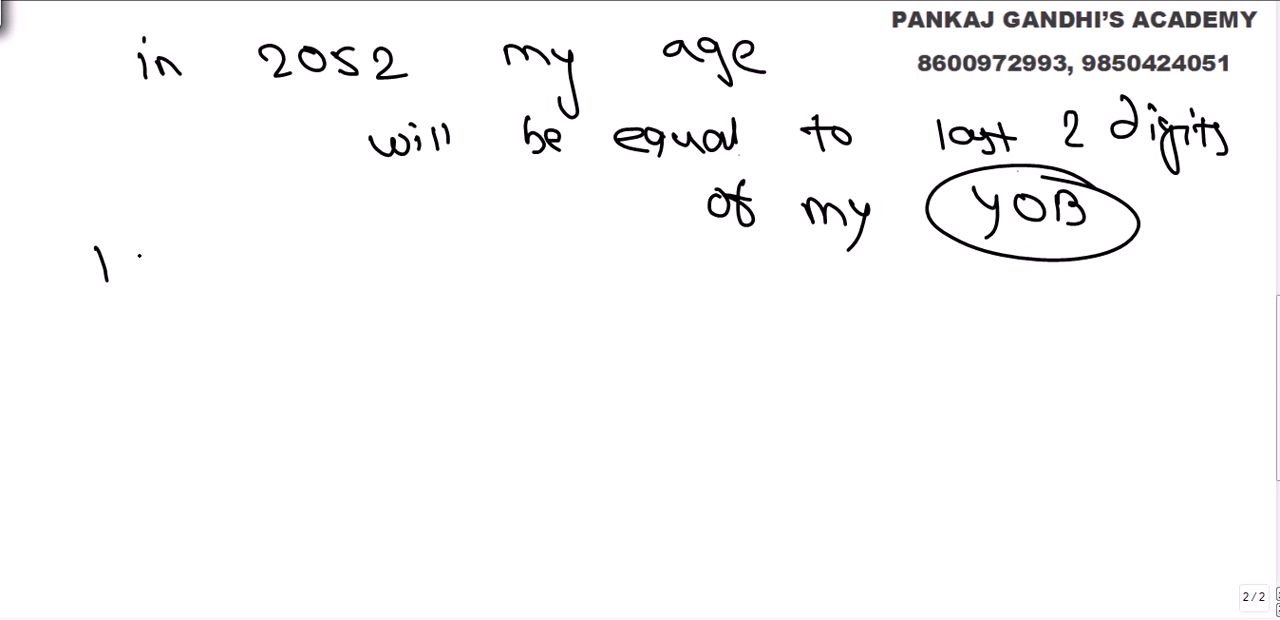 PANKAJ GANDHI'S ACADEMY
8600972993, 9850424051
in 2052 my age
will be equal to last 2 digits
of my YOB
1
2/2